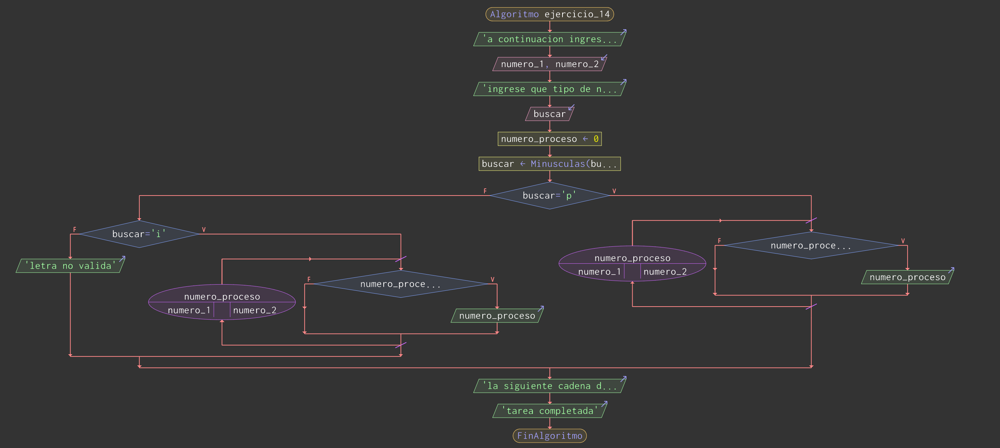 Algoritmo ejercicio_14
'a continuacion ingres...
numero_1, numero_2
'ingrese que tipo de n...
buscar
numero_proceso ← 0
buscar ← Minusculas(bu...
F
buscar='p'
V
F
buscar='i'
V
F
numero_proce...
V
'letra no valida'
numero_proceso
numero_1
numero_2
numero_proceso
F
numero_proce...
V
numero_proceso
numero_1
numero_2
numero_proceso
'la siguiente cadena d...
'tarea completada'
FinAlgoritmo